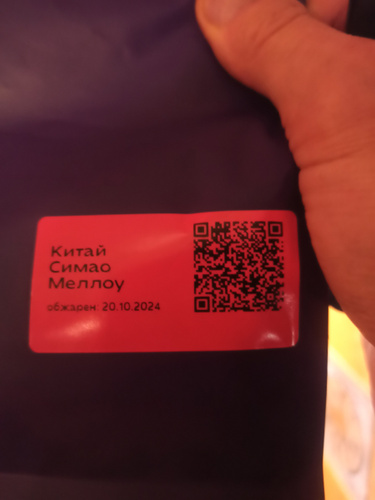 Китай
Симао
Меллоу
обжарен: 20.10.2024